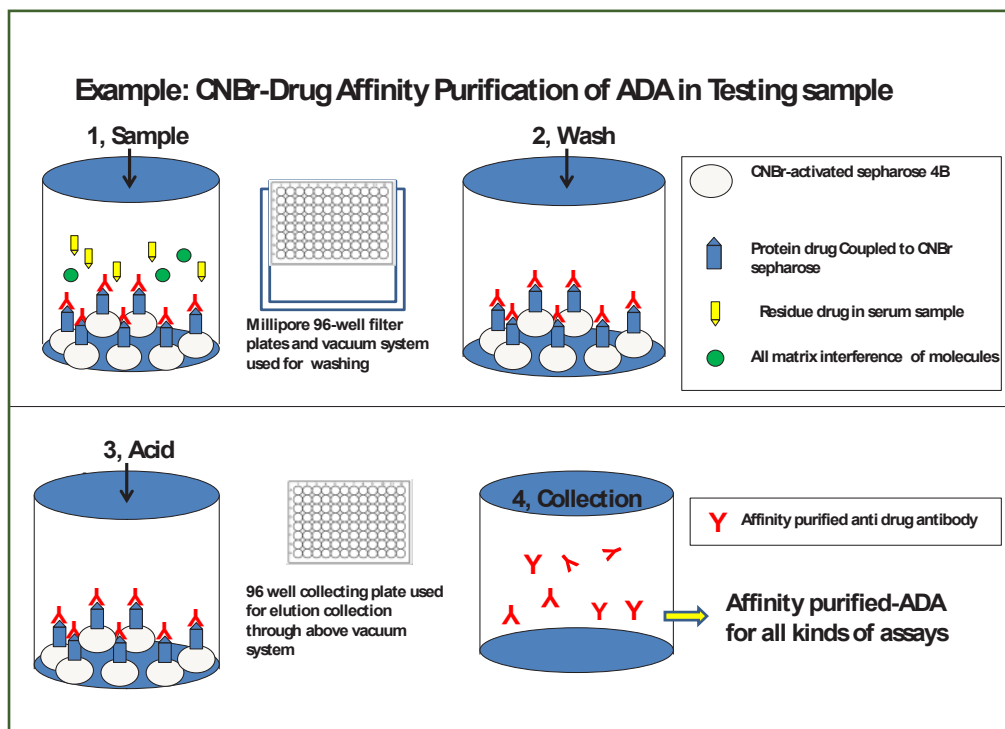 Example: CNBr-Drug Affinity Purification of ADA in Testing sample
1, Sample
2, Wash
Millipore 96-well filter
plates and vacuum system
used for washing
CNBr-activated sepharose 4B
Protein drug Coupled to CNBr
sepharose
Residue drug in serum sample
All matrix interference of molecules
3, Acid
96 well collecting plate used
for elution collection
through above vacuum
system
4, Collection
Affinity purified anti drug antibody
Affinity purified-ADA
for all kinds of assays